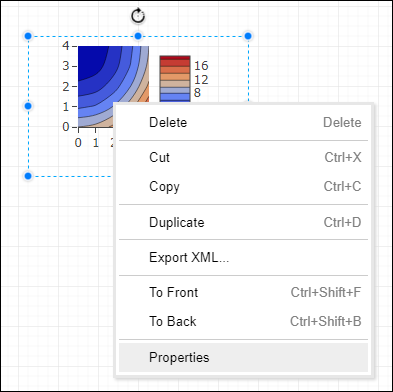 4
3
2
1
0
0 1
16
12
8
Delete Delete
Cut Ctrl+X
Copy Ctrl+C
Duplicate Ctrl+D
Export XML...
To Front Ctrl+Shift+F
To Back Ctrl+Shift+B
Properties